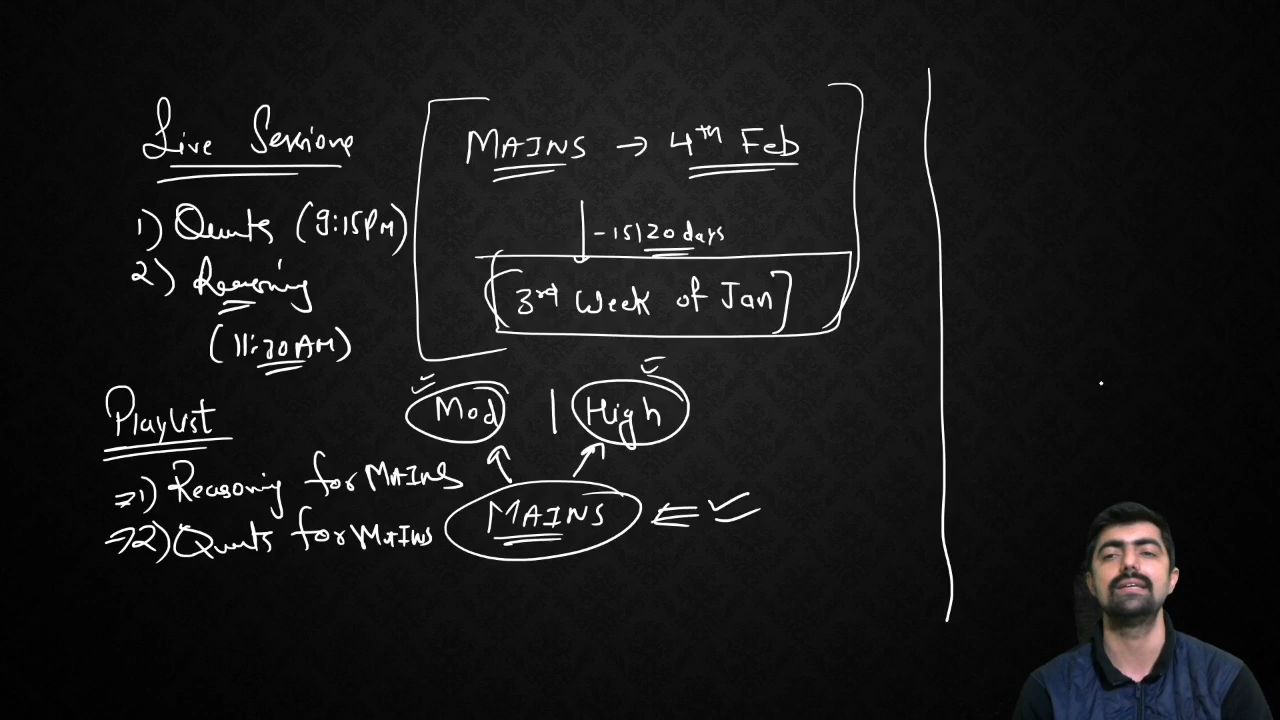 Live Sessions
1) Quants (9:15PM)
2) Reasoning
(11:20AM)
MAINS → 4th Feb
- 15|20 days
3rd Week of Jan
Mod | High
MAINS
Playlist
⇒1) Reasoning for MAINS
⇒2) Quants for MAINS